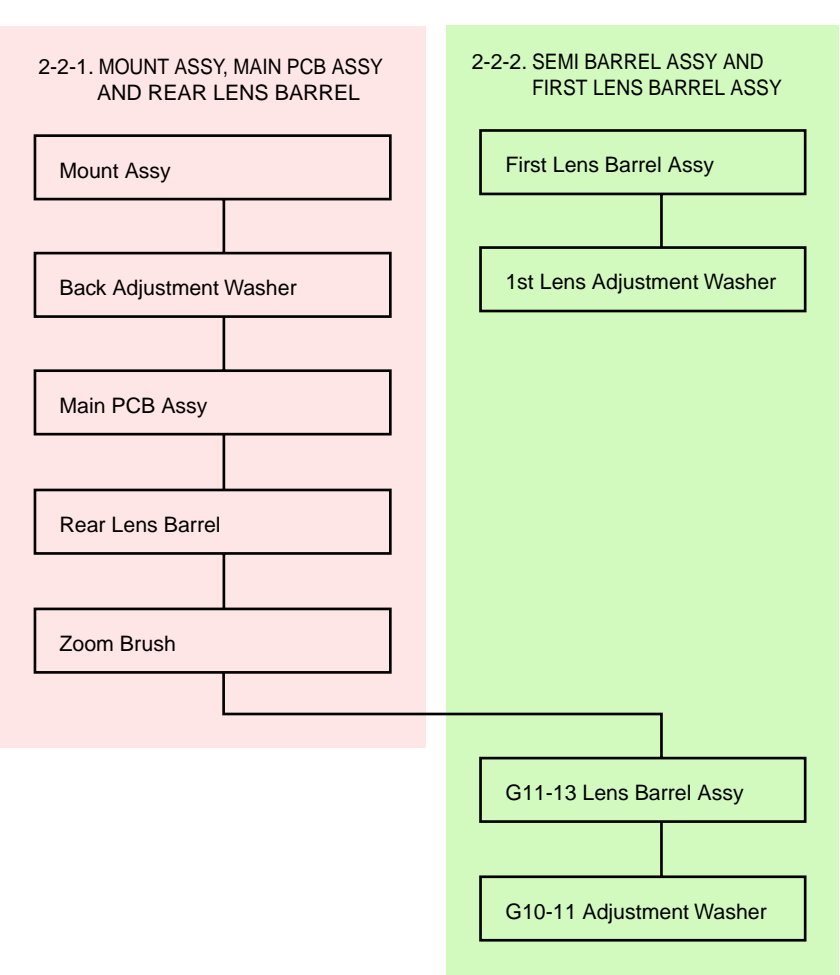 2-2-1. MOUNT ASSY, MAIN PCB ASSY
AND REAR LENS BARREL
Mount Assy
Back Adjustment Washer
Main PCB Assy
Rear Lens Barrel
Zoom Brush
2-2-2. SEMI BARREL ASSY AND
FIRST LENS BARREL ASSY
First Lens Barrel Assy
1st Lens Adjustment Washer
G11-13 Lens Barrel Assy
G10-11 Adjustment Washer